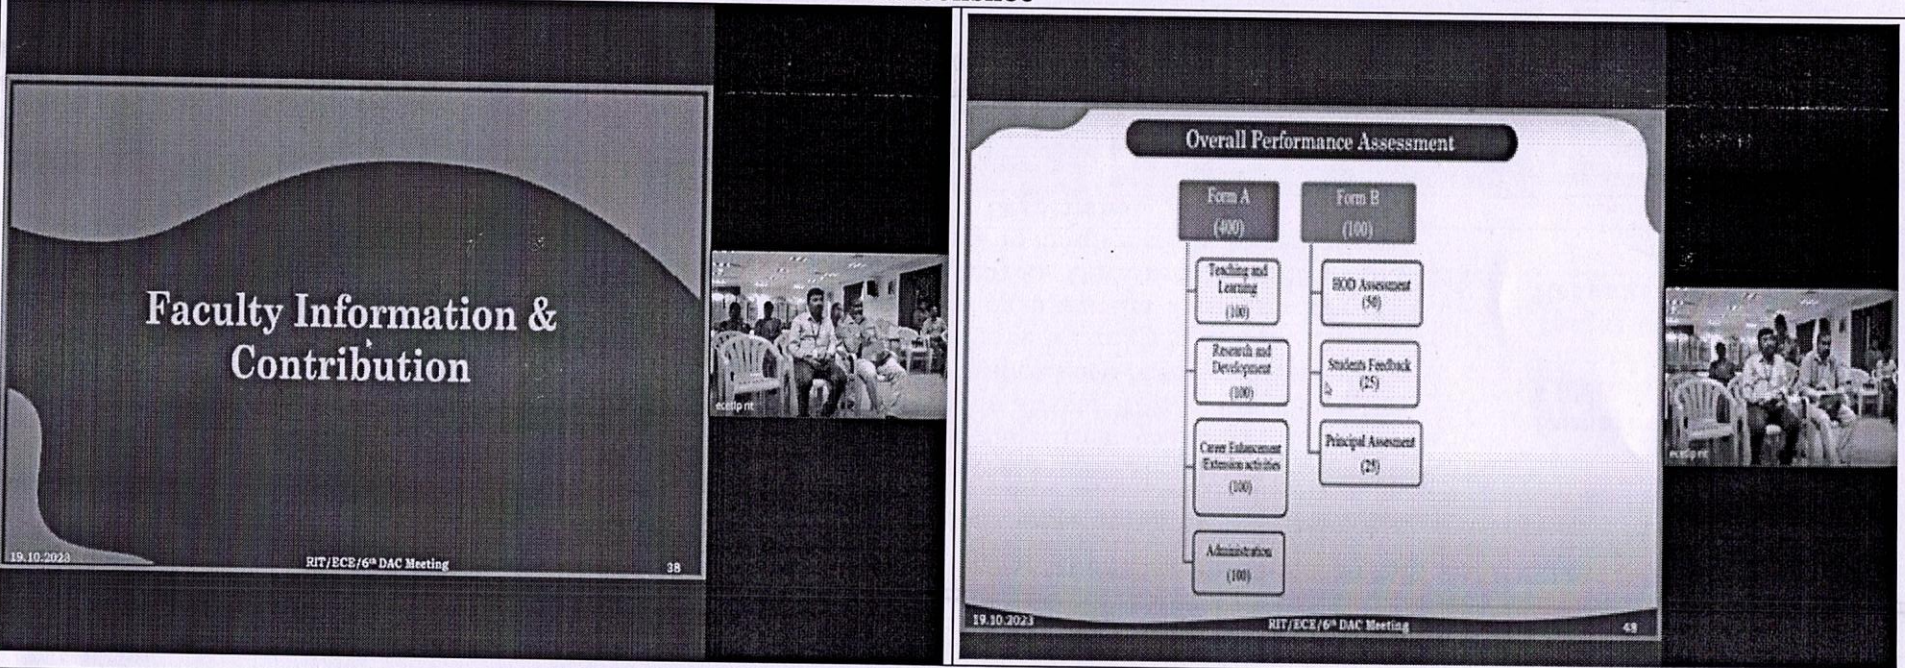 Faculty Information &
Contribution
19.10.2023
RIT/ECE/6th DAC Meeting
38
Overall Performance Assessment
Form A
(400)
Teaching and
Learning
(100)
Research and
Development
(100)
Career Enhancement
Extension activities
(100)
Administration
(100)
Form B
(100)
HOD Assessment
(50)
Students Feedback
(25)
Principal Assesment
(25)
19.10.2023
RIT/ECE/6th DAC Meeting
48